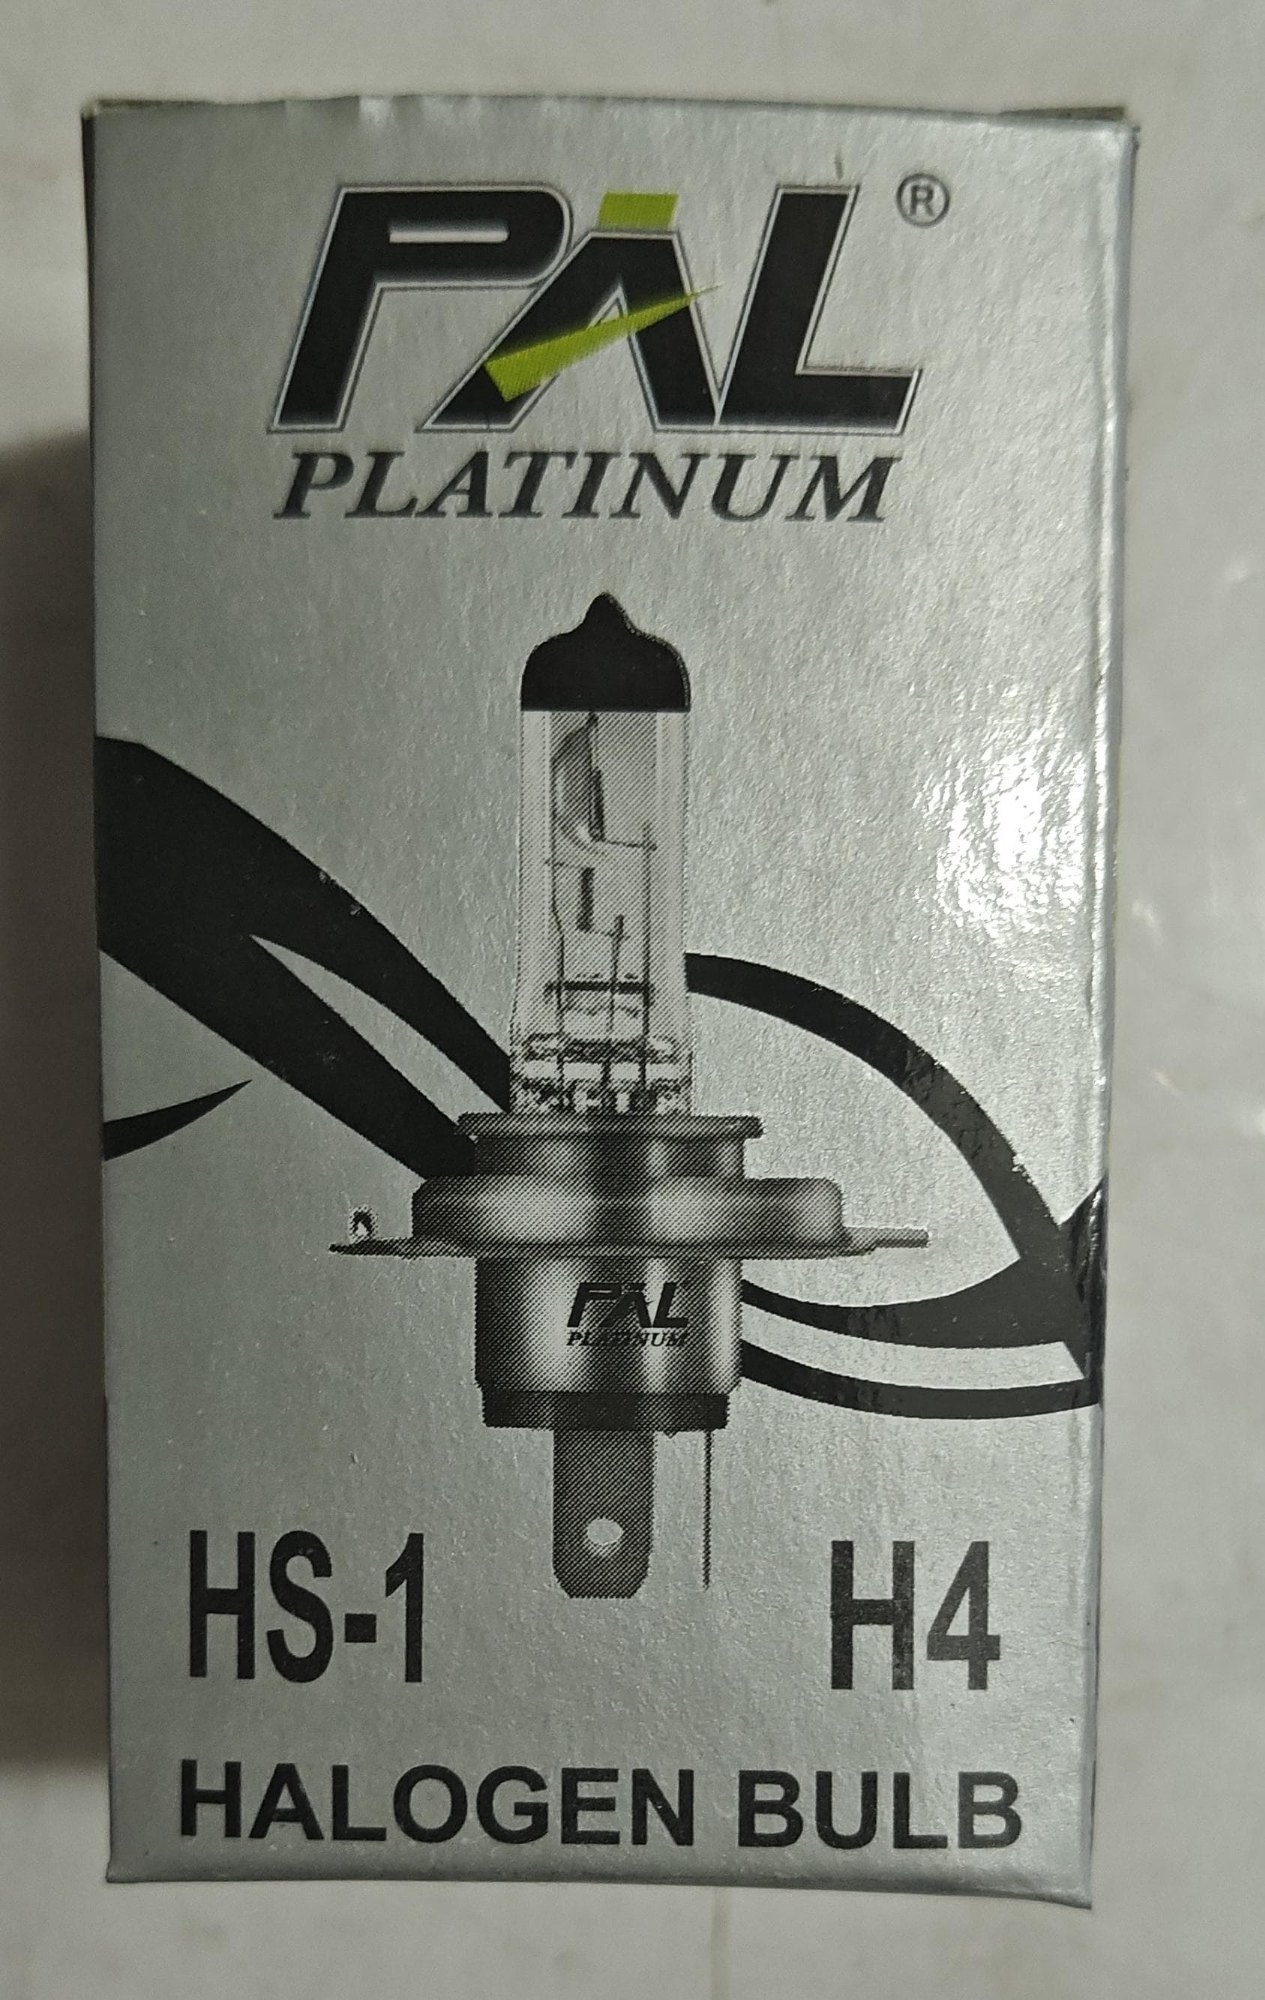 PAL®
PLATINUM
PAL
PLATINUM
HS-1 H4
HALOGEN BULB